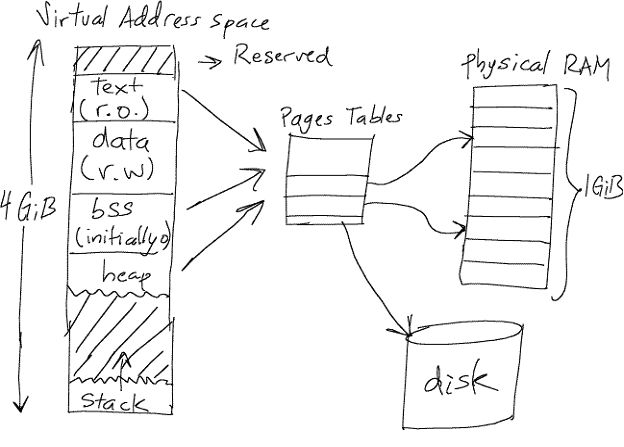 Virtual Address space
Reserved
text
(r.o.)
data
(r.w)
bss
(initially 0)
heap
stack
4 GiB
Pages Tables
physical RAM
1GiB
disk